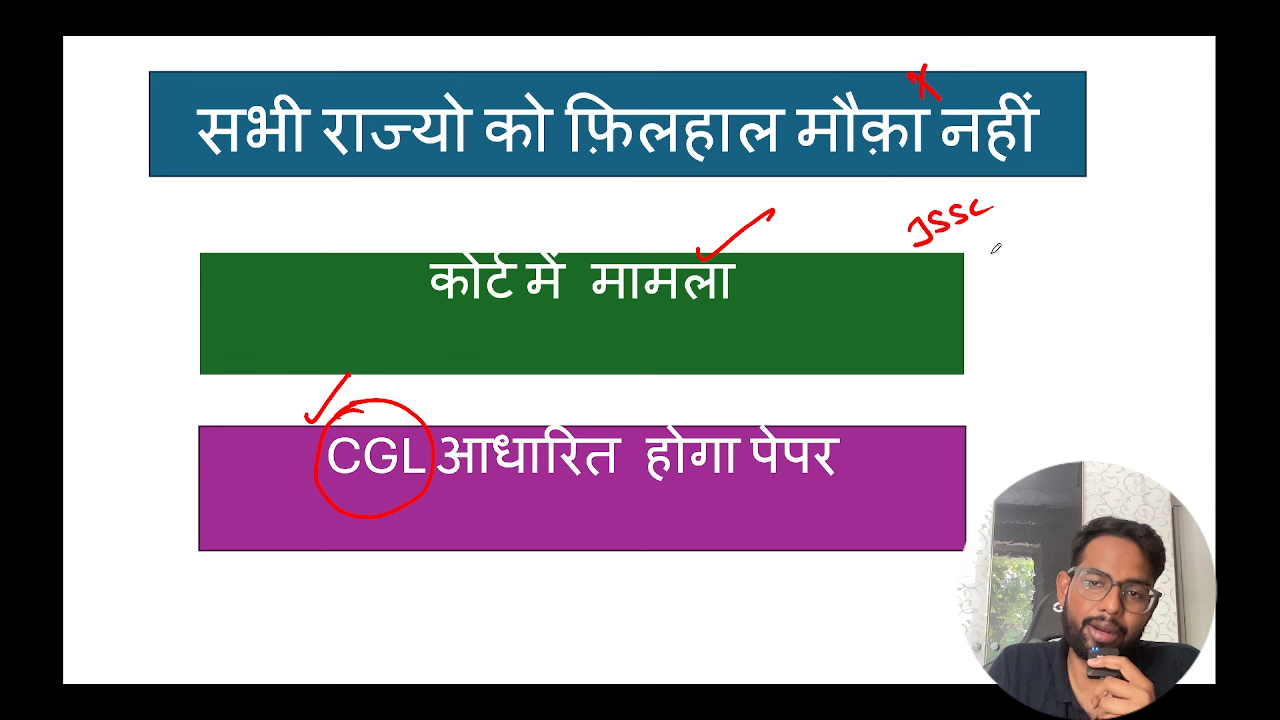 सभी राज्यो को फ़िलहाल मौक़ा नहीं
JSSC
कोर्ट में मामला
CGL आधारित होगा पेपर